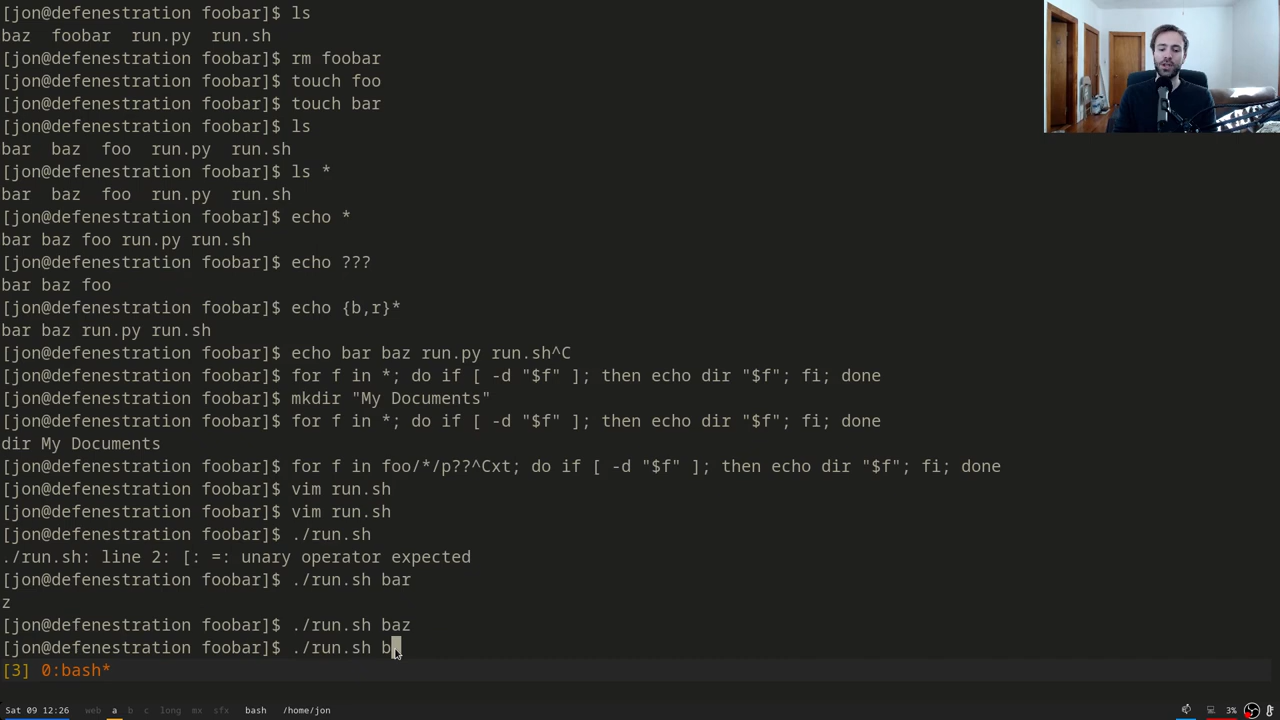 [jon@defenestration foobar]$ ls
baz  foobar  run.py  run.sh
[jon@defenestration foobar]$ rm foobar
[jon@defenestration foobar]$ touch foo
[jon@defenestration foobar]$ touch bar
[jon@defenestration foobar]$ ls
bar  baz  foo  run.py  run.sh
[jon@defenestration foobar]$ ls *
bar  baz  foo  run.py  run.sh
[jon@defenestration foobar]$ echo *
bar baz foo run.py run.sh
[jon@defenestration foobar]$ echo ???
bar baz foo
[jon@defenestration foobar]$ echo {b,r}*
bar baz run.py run.sh
[jon@defenestration foobar]$ echo bar baz run.py run.sh^C
[jon@defenestration foobar]$ for f in *; do if [ -d "$f" ]; then echo dir "$f"; fi; done
[jon@defenestration foobar]$ mkdir "My Documents"
[jon@defenestration foobar]$ for f in *; do if [ -d "$f" ]; then echo dir "$f"; fi; done
dir My Documents
[jon@defenestration foobar]$ for f in foo/*/p??^Cxt; do if [ -d "$f" ]; then echo dir "$f"; fi; done
[jon@defenestration foobar]$ vim run.sh
[jon@defenestration foobar]$ vim run.sh
[jon@defenestration foobar]$ ./run.sh
./run.sh: line 2: [: =: unary operator expected
[jon@defenestration foobar]$ ./run.sh bar
z
[jon@defenestration foobar]$ ./run.sh baz
[jon@defenestration foobar]$ ./run.sh b
[3] 0:bash*
Sat 09 12:26 web a b c long mx sfx bash /home/jon 3%